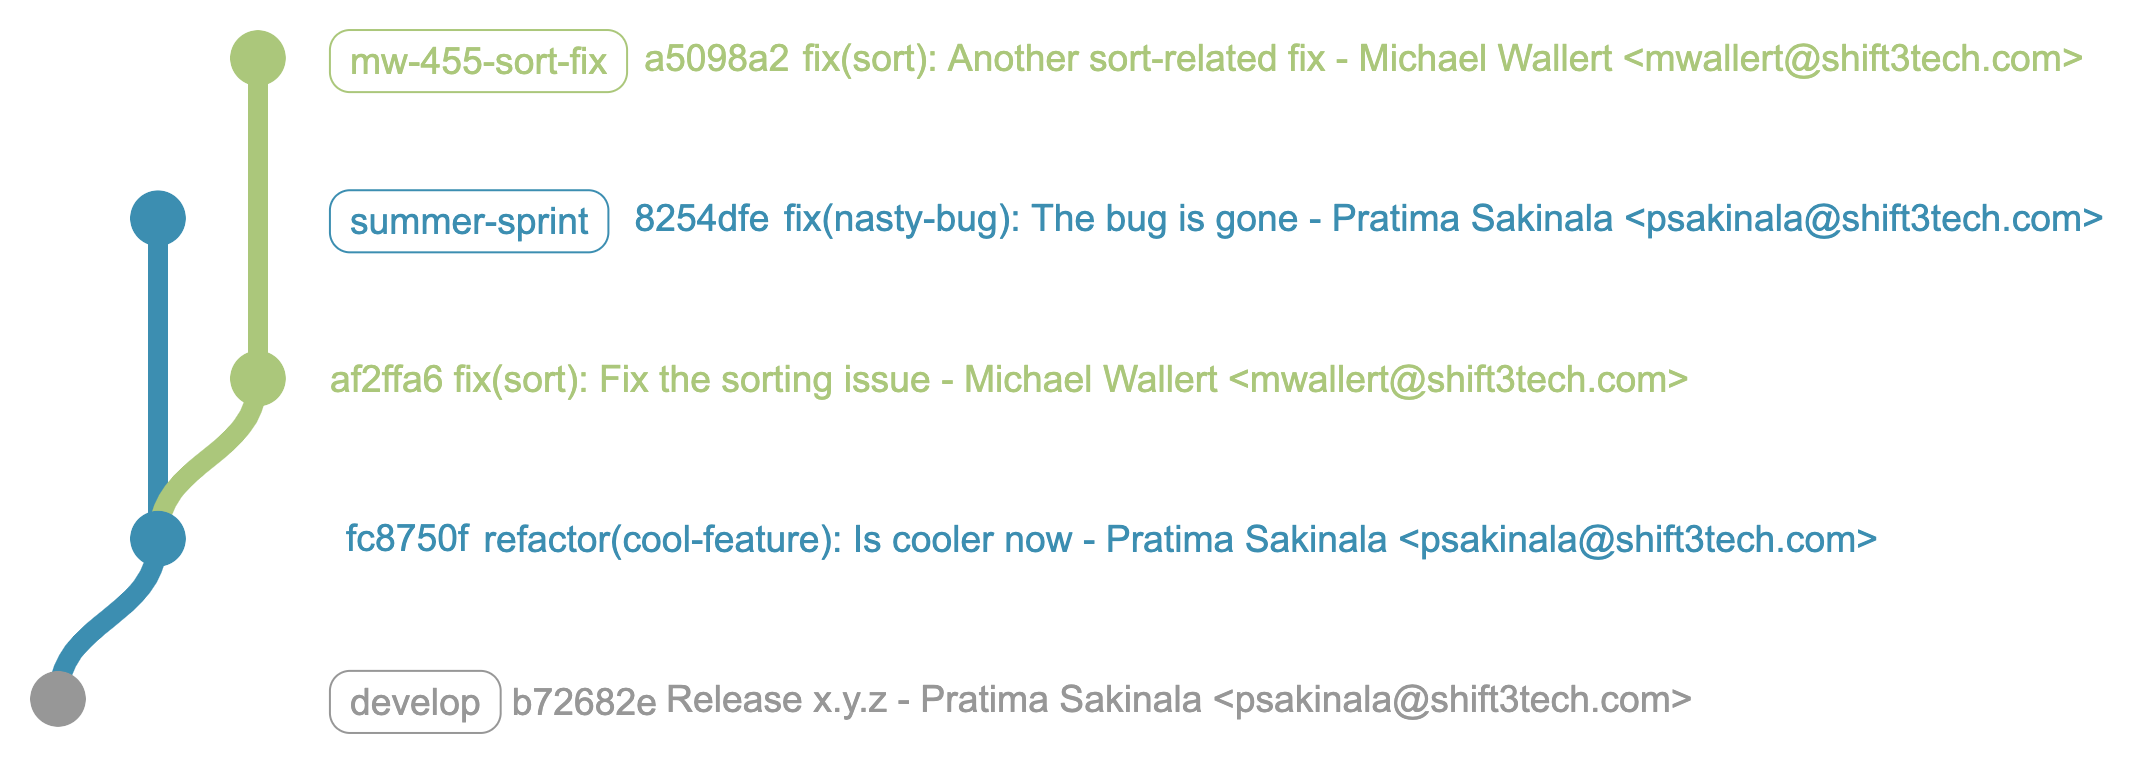 mw-455-sort-fix a5098a2 fix(sort): Another sort-related fix - Michael Wallert <mwallert@shift3tech.com>
summer-sprint 8254dfe fix(nasty-bug): The bug is gone - Pratima Sakinala <psakinala@shift3tech.com>
af2ffa6 fix(sort): Fix the sorting issue - Michael Wallert <mwallert@shift3tech.com>
fc8750f refactor(cool-feature): Is cooler now - Pratima Sakinala <psakinala@shift3tech.com>
develop b72682e Release x.y.z - Pratima Sakinala <psakinala@shift3tech.com>